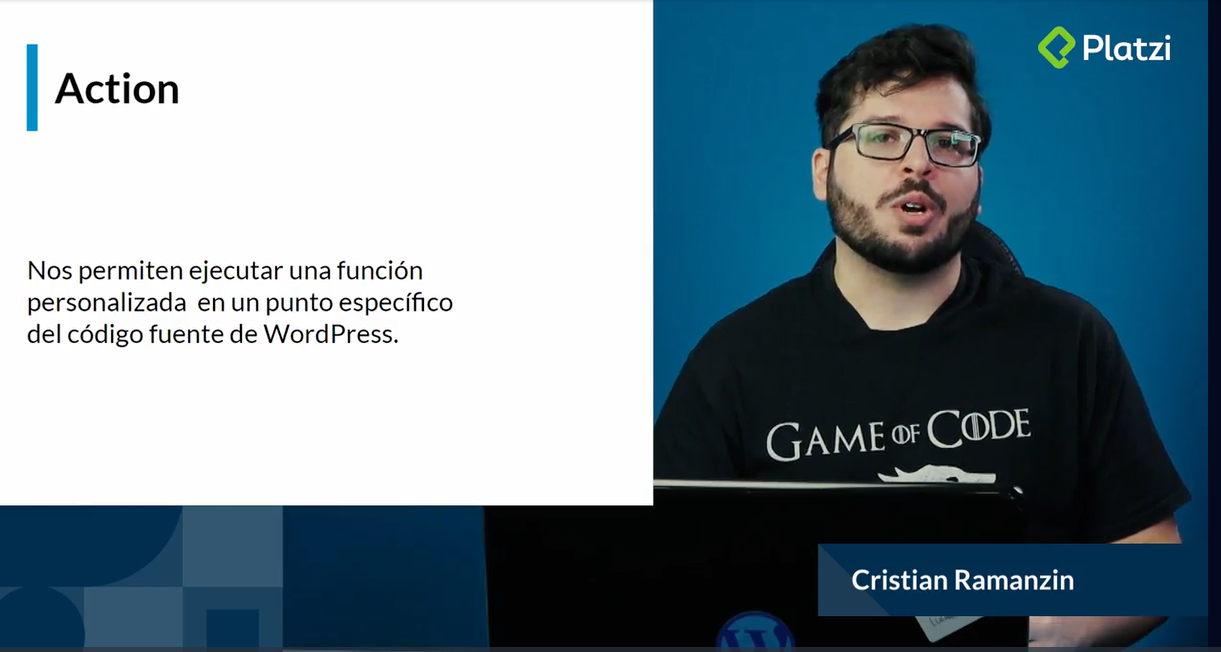 Action
Nos permiten ejecutar una función
personalizada en un punto específico
del código fuente de WordPress.
Platzi
GAME OF CODE
Cristian Ramanzin
W